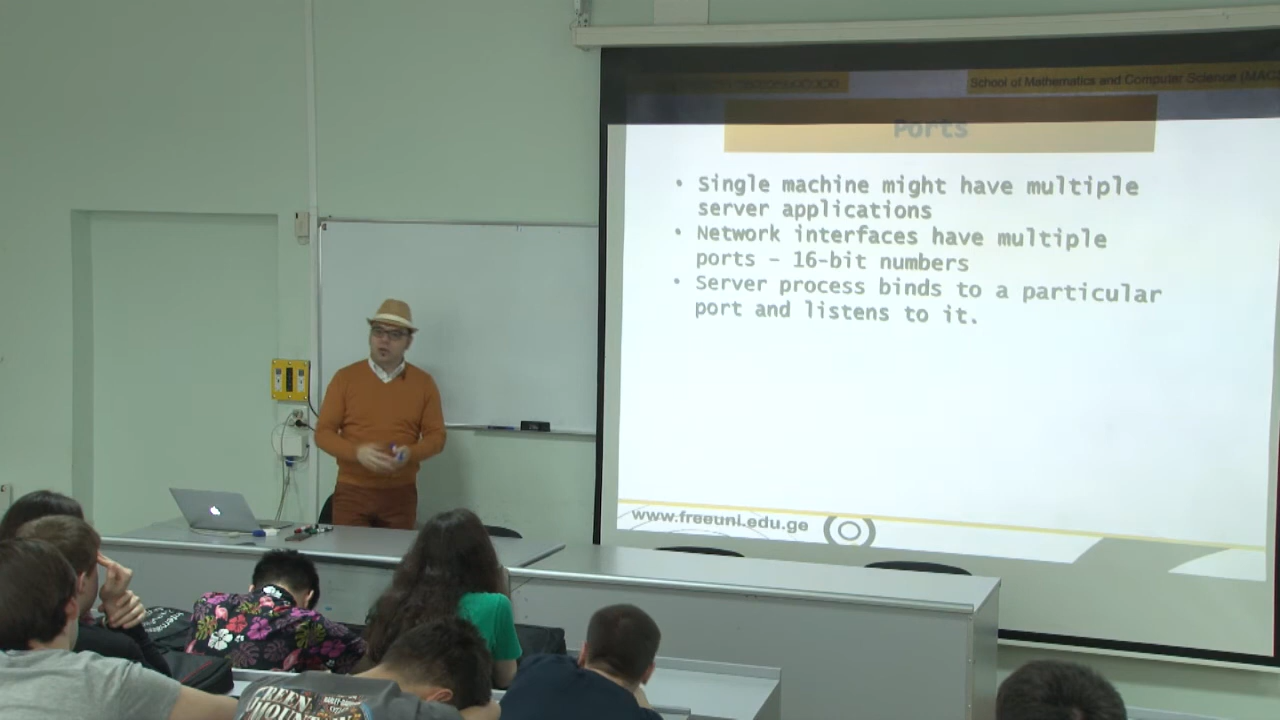 School of Mathematics and Computer Science (MACS
Ports
• Single machine might have multiple
server applications
• Network interfaces have multiple
ports – 16-bit numbers
• Server process binds to a particular
port and listens to it.
www.freeuni.edu.ge